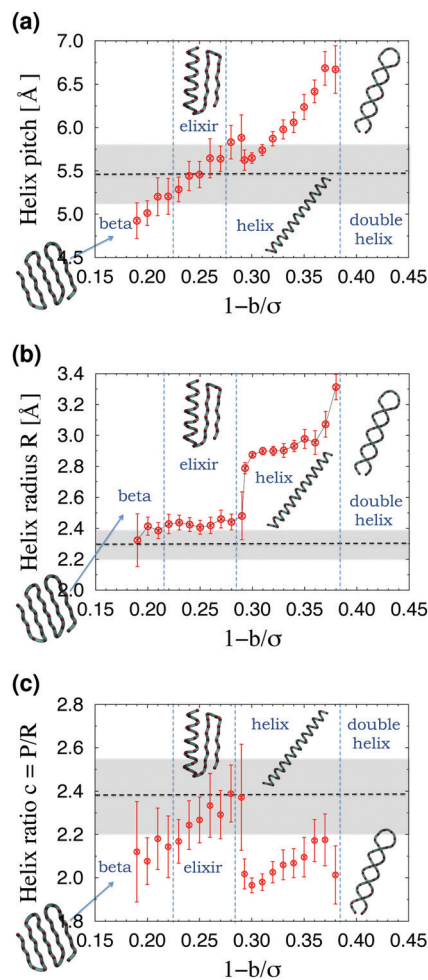 (a)
Helix pitch [ Å ]
7.0
6.5
6.0
5.5
5.0
4.5
elixir
beta
helix
double
helix
0.15 0.20 0.25 0.30 0.35 0.40 0.45
1−b/σ
(b)
Helix radius R [Å]
3.4
3.2
3.0
2.8
2.6
2.4
2.2
2.0
elixir
beta
helix
double
helix
0.15 0.20 0.25 0.30 0.35 0.40 0.45
1−b/σ
(c)
Helix ratio c = P/R
2.8
2.6
2.4
2.2
2.0
1.8
helix
double
helix
beta
elixir
0.15 0.20 0.25 0.30 0.35 0.40 0.45
1−b/σ